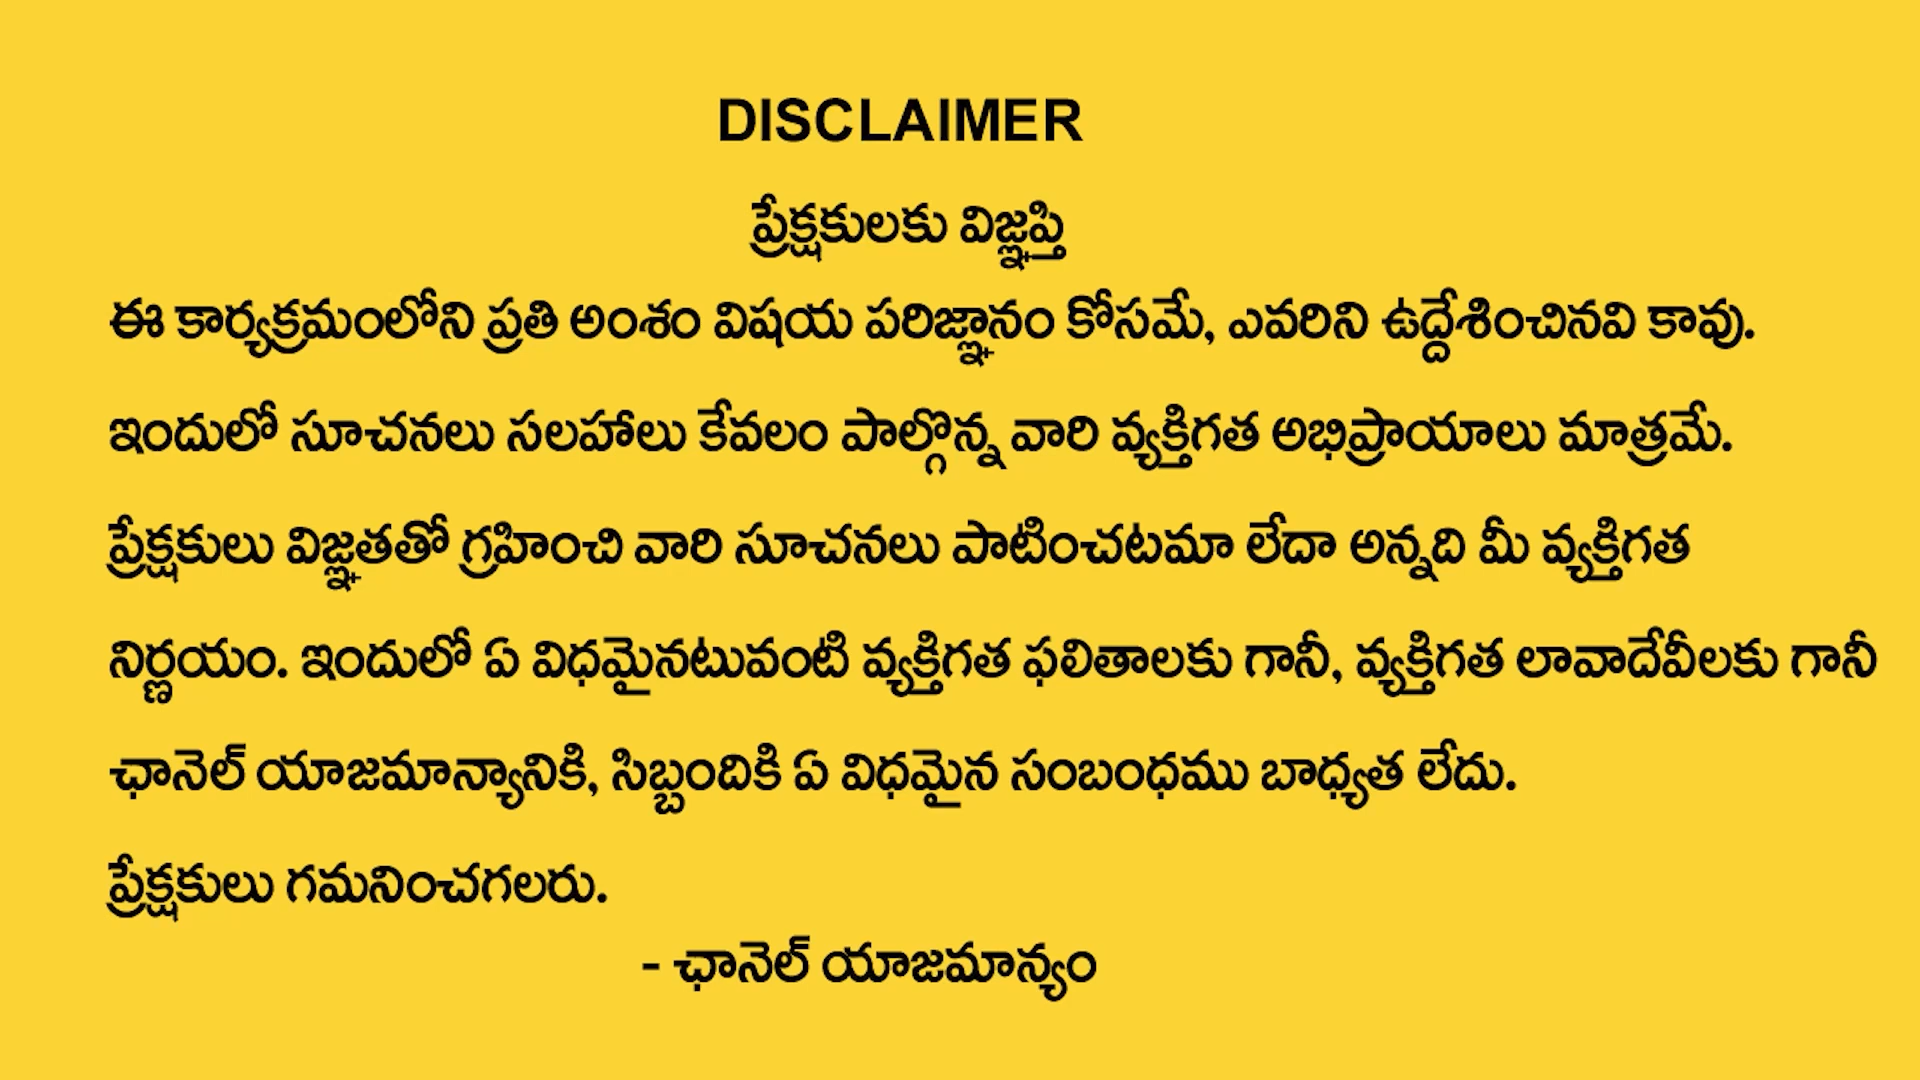 DISCLAIMER
ప్రేక్షకులకు విజ్ఞప్తి
ఈ కార్యక్రమంలోని ప్రతి అంశం విషయ పరిజ్ఞానం కోసమే, ఎవరిని ఉద్దేశించినవి కావు.
ఇందులో సూచనలు సలహాలు కేవలం పాల్గొన్న వారి వ్యక్తిగత అభిప్రాయాలు మాత్రమే.
ప్రేక్షకులు విజ్ఞతతో గ్రహించి వారి సూచనలు పాటించటమా లేదా అన్నది మీ వ్యక్తిగత
నిర్ణయం. ఇందులో ఏ విధమైనటువంటి వ్యక్తిగత ఫలితాలకు గానీ, వ్యక్తిగత లావాదేవీలకు గానీ
ఛానెల్ యాజమాన్యానికి, సిబ్బందికి ఏ విధమైన సంబంధము బాధ్యత లేదు.
ప్రేక్షకులు గమనించగలరు.
- ఛానెల్ యాజమాన్యం